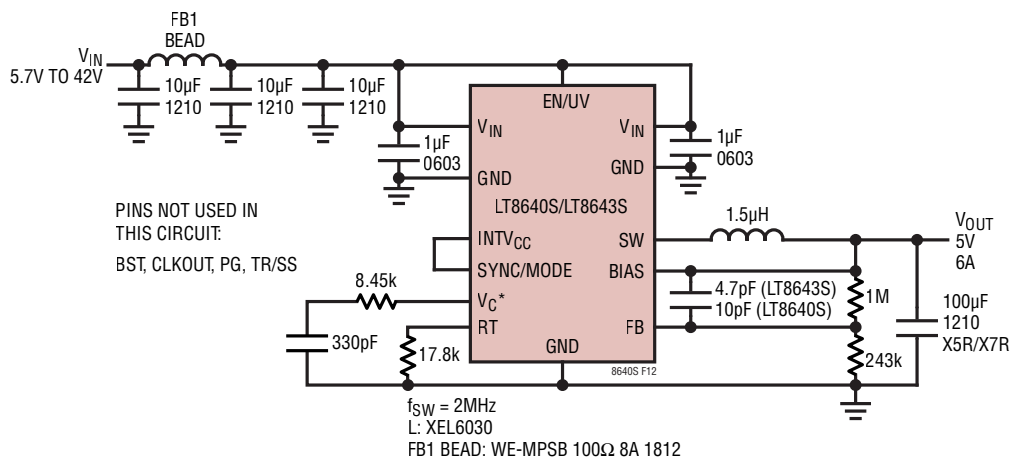 FB1
BEAD
VIN
5.7V TO 42V
10µF
1210
10µF
1210
10µF
1210
EN/UV
VIN
VIN
1µF
0603
1µF
0603
GND
GND
LT8640S/LT8643S
PINS NOT USED IN
THIS CIRCUIT:
BST, CLKOUT, PG, TR/SS
INTVCC
SYNC/MODE
SW
BIAS
1.5µH
VOUT
5V
6A
4.7pF (LT8643S)
10pF (LT8640S)
1M
100µF
1210
X5R/X7R
8.45k
VC*
RT
FB
GND
330pF
17.8k
243k
8640S F12
fSW = 2MHz
L: XEL6030
FB1 BEAD: WE-MPSB 100Ω 8A 1812